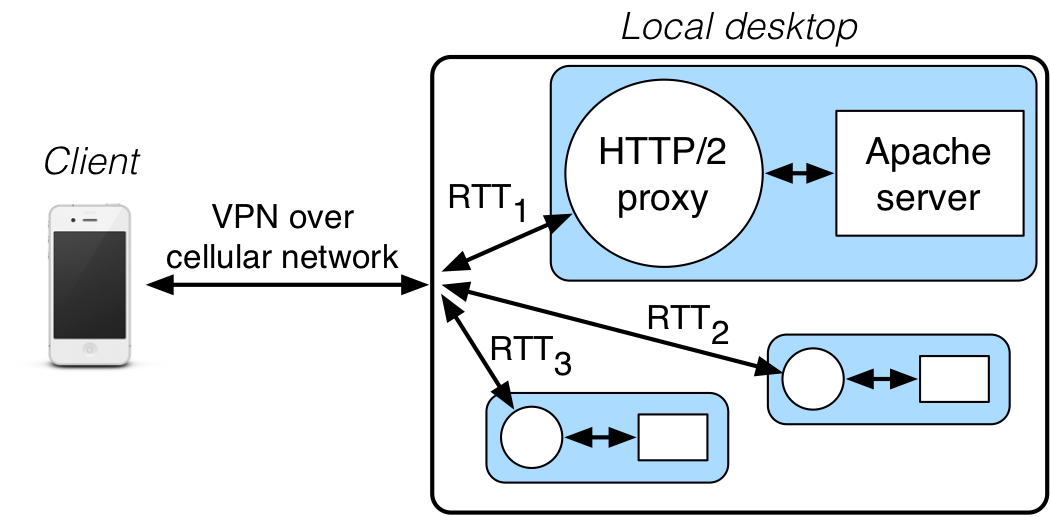 Local desktop
Client
VPN over
cellular network
RTT1
HTTP/2
proxy
Apache
server
RTT2
RTT3